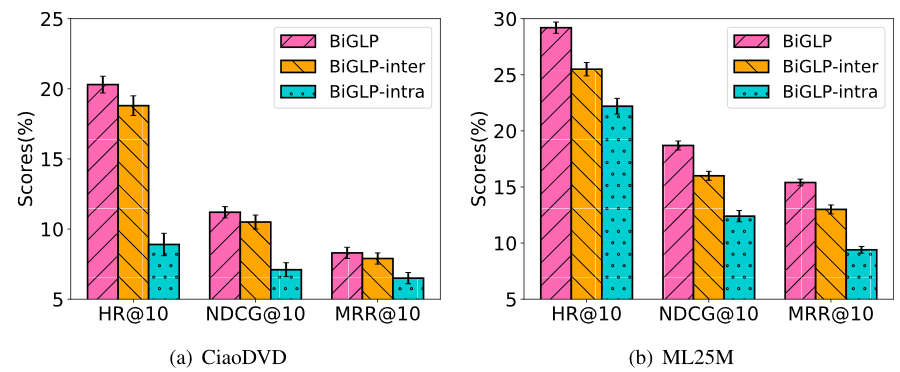 25
20
15
10
5
Scores(%)
BiGLP
BiGLP-inter
BiGLP-intra
HR@10 NDCG@10 MRR@10
(a) CiaoDVD
30
25
20
15
10
5
Scores(%)
BiGLP
BiGLP-inter
BiGLP-intra
HR@10 NDCG@10 MRR@10
(b) ML25M